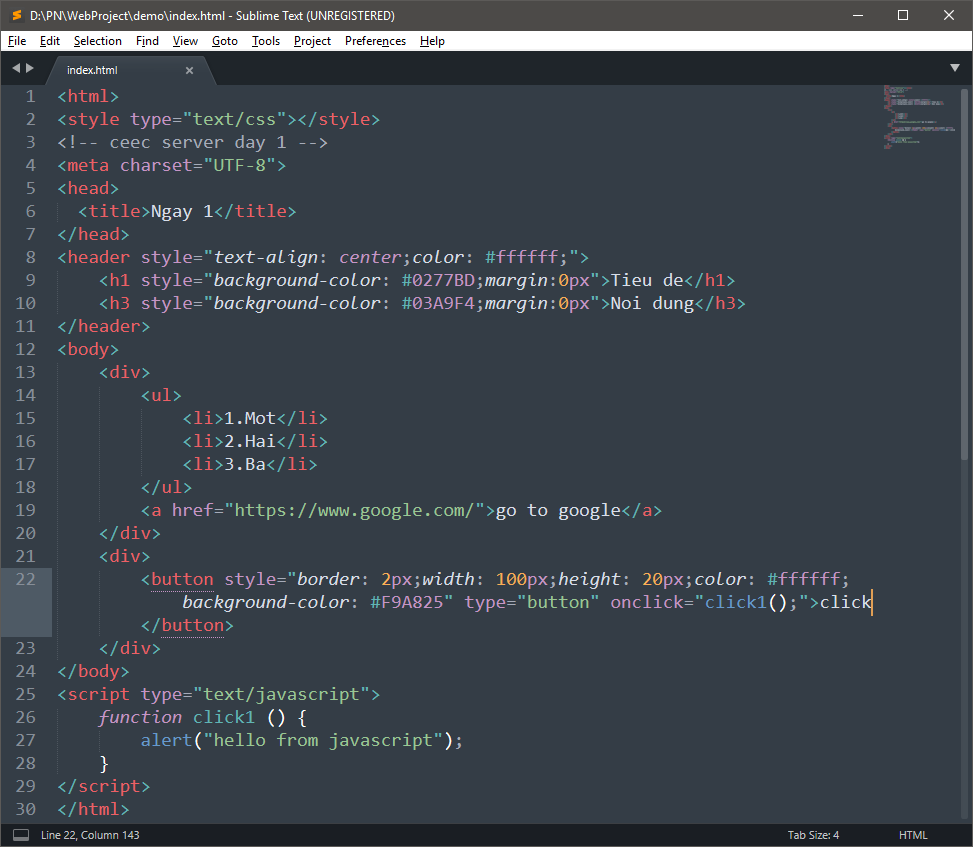 D:\PN\WebProject\demo\index.html - Sublime Text (UNREGISTERED)
File Edit Selection Find View Goto Tools Project Preferences Help
index.html
1 <html>
2 <style type="text/css"></style>
3 <!-- ceec server day 1 -->
4 <meta charset="UTF-8">
5 <head>
6   <title>Ngay 1</title>
7 </head>
8 <header style="text-align: center;color: #ffffff;">
9     <h1 style="background-color: #0277BD;margin:0px">Tieu de</h1>
10     <h3 style="background-color: #03A9F4;margin:0px">Noi dung</h3>
11 </header>
12 <body>
13     <div>
14         <ul>
15             <li>1.Mot</li>
16             <li>2.Hai</li>
17             <li>3.Ba</li>
18         </ul>
19         <a href="https://www.google.com/">go to google</a>
20     </div>
21     <div>
22         <button style="border: 2px;width: 100px;height: 20px;color: #ffffff;
            background-color: #F9A825" type="button" onclick="click1();">click
        </button>
23     </div>
24 </body>
25 <script type="text/javascript">
26     function click1 () {
27         alert("hello from javascript");
28     }
29 </script>
30 </html>
Line 22, Column 143 Tab Size: 4 HTML